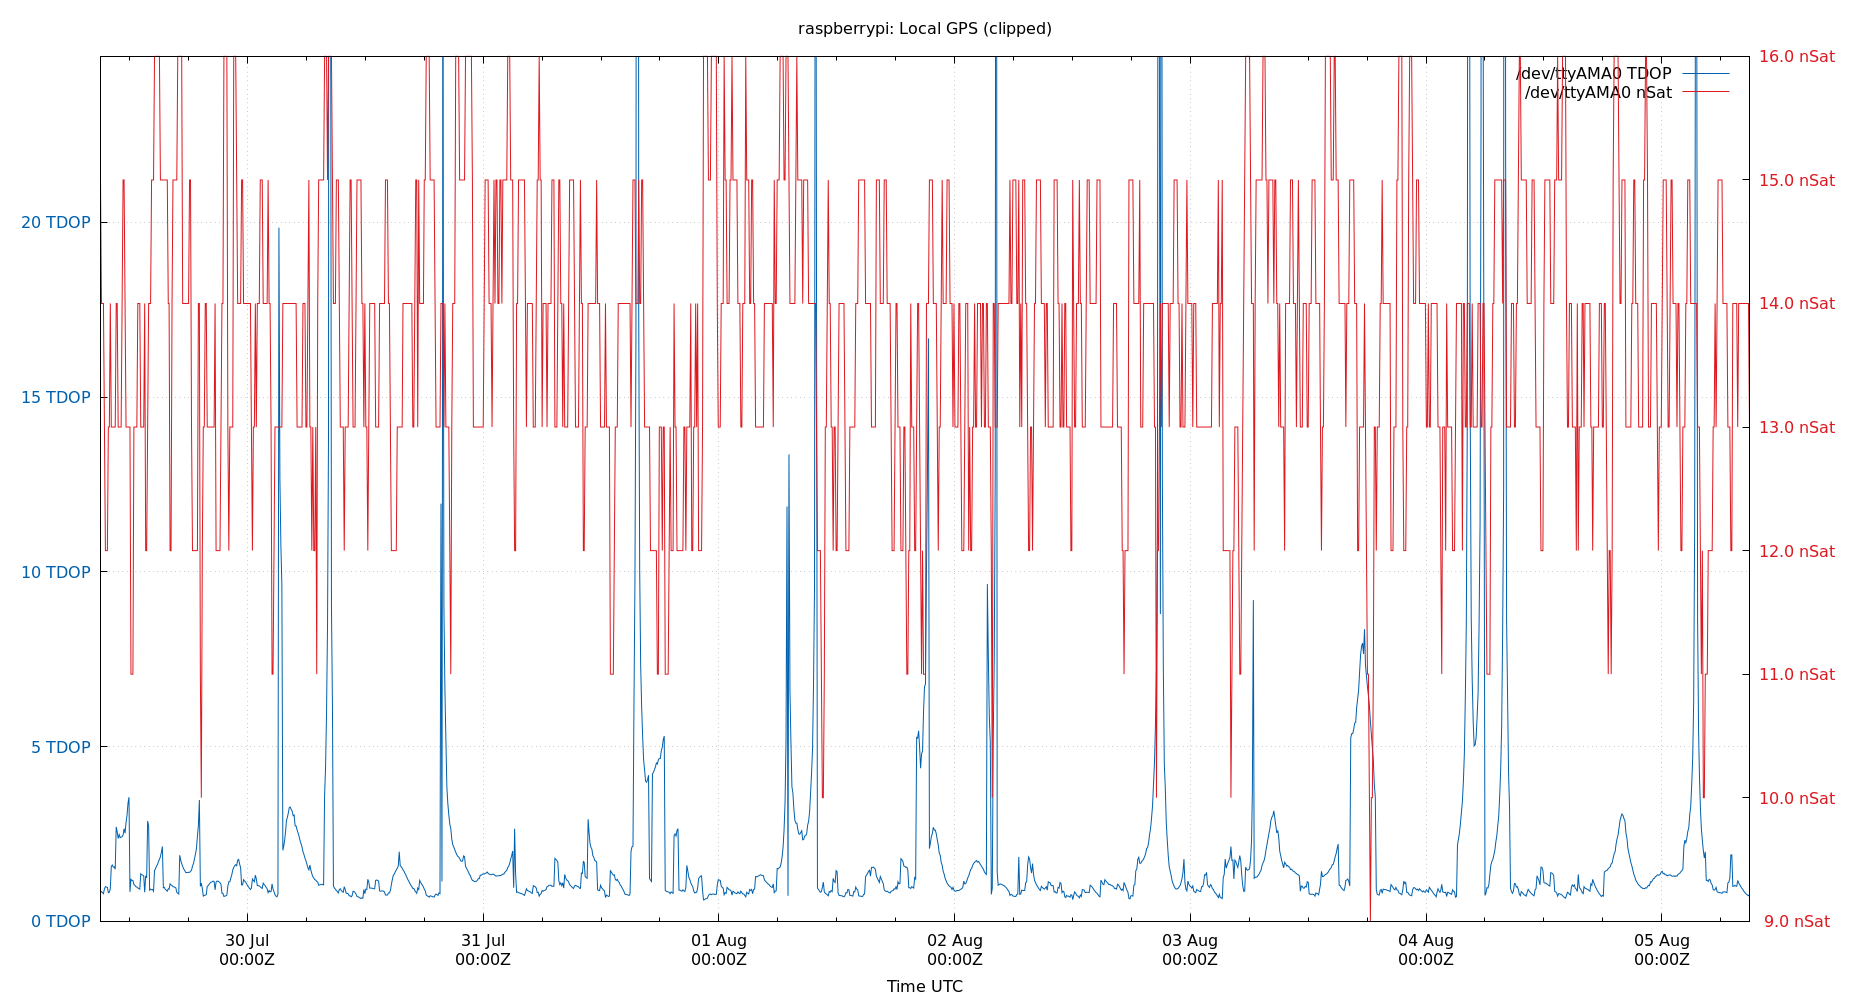 raspberrypi: Local GPS (clipped)
/dev/ttyAMA0 TDOP
/dev/ttyAMA0 nSat
20 TDOP
15 TDOP
10 TDOP
5 TDOP
0 TDOP
16.0 nSat
15.0 nSat
14.0 nSat
13.0 nSat
12.0 nSat
11.0 nSat
10.0 nSat
9.0 nSat
30 Jul
00:00Z
31 Jul
00:00Z
01 Aug
00:00Z
02 Aug
00:00Z
03 Aug
00:00Z
04 Aug
00:00Z
05 Aug
00:00Z
Time UTC